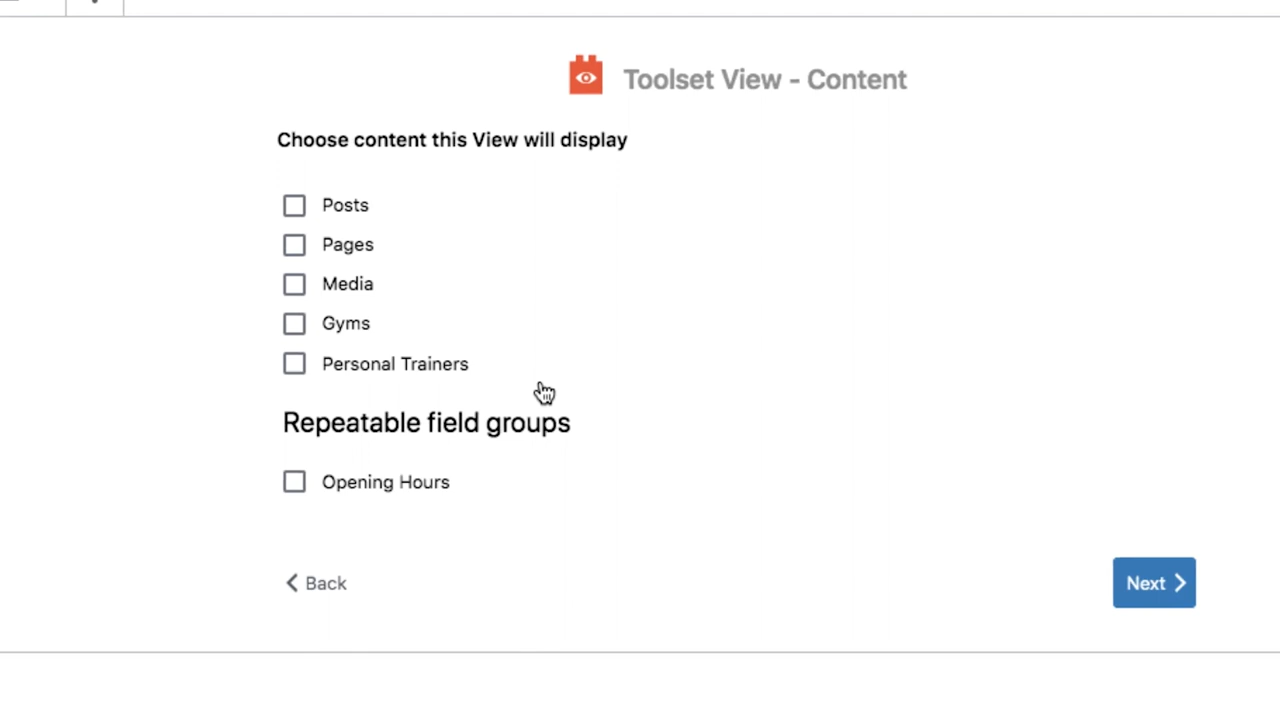 Toolset View - Content
Choose content this View will display
Posts
Pages
Media
Gyms
Personal Trainers
Repeatable field groups
Opening Hours
Back
Next